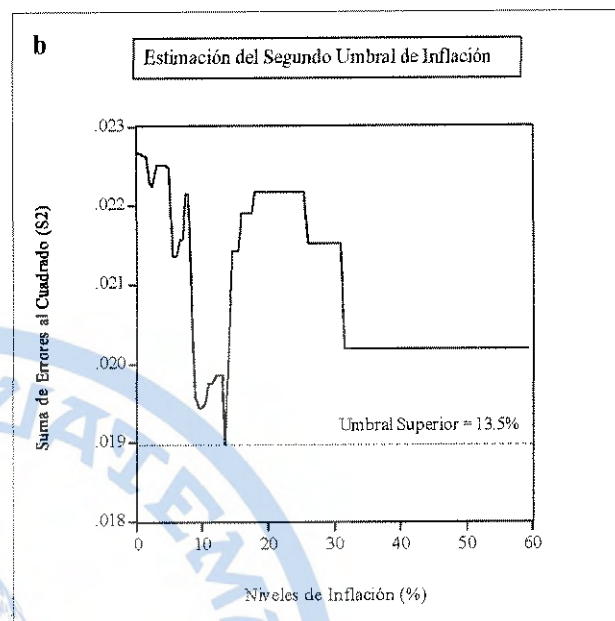 b
Estimación del Segundo Umbral de Inflación
Suma de Errores al Cuadrado (S2)
.023
.022
.021
.020
.019
.018
Umbral Superior = 13.5%
0 10 20 30 40 50 60
Niveles de Inflación (%)